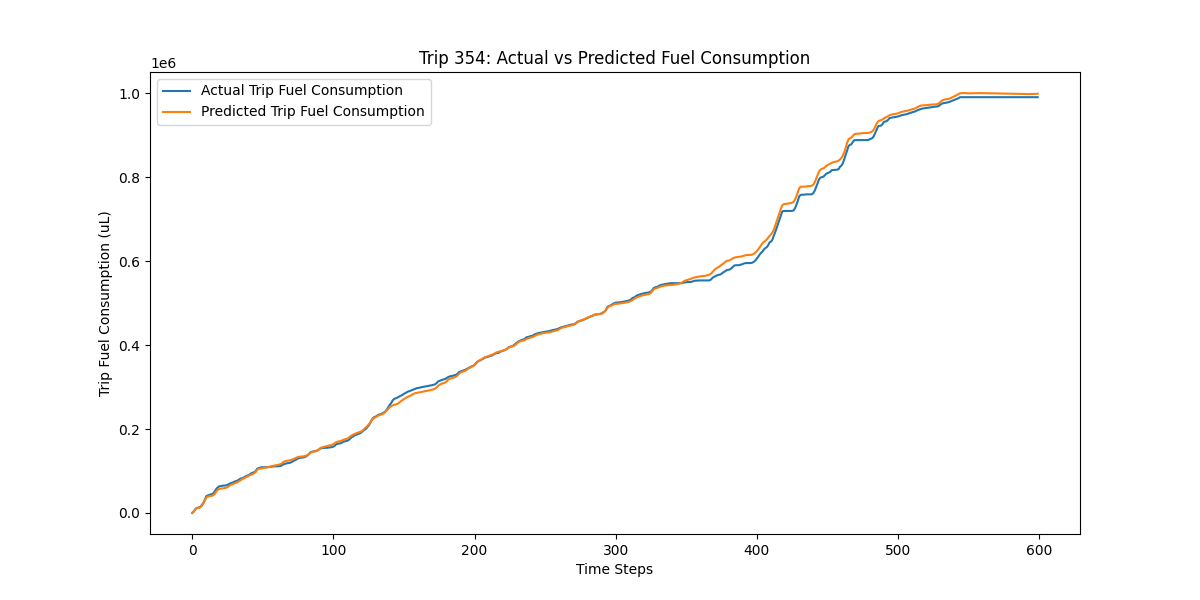 Trip 354: Actual vs Predicted Fuel Consumption
1e6
Actual Trip Fuel Consumption
Predicted Trip Fuel Consumption
Trip Fuel Consumption (uL)
1.0
0.8
0.6
0.4
0.2
0.0
0 100 200 300 400 500 600
Time Steps